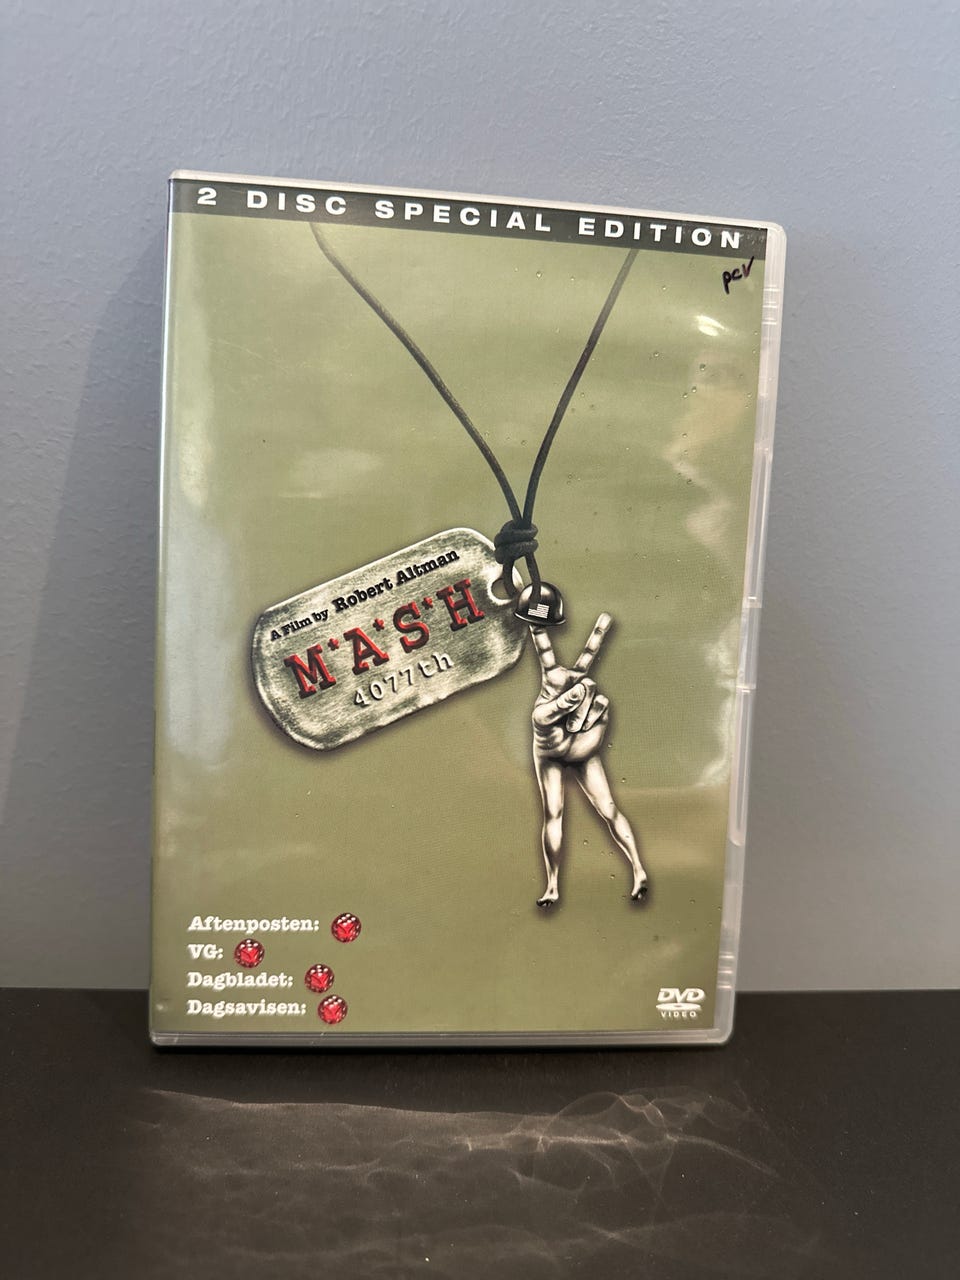 2 DISC SPECIAL EDITION
pcV
A Film by Robert Altman
M*A*S*H
4077th
Aftenposten:
VG:
Dagbladet:
Dagsavisen:
DVD
VIDEO